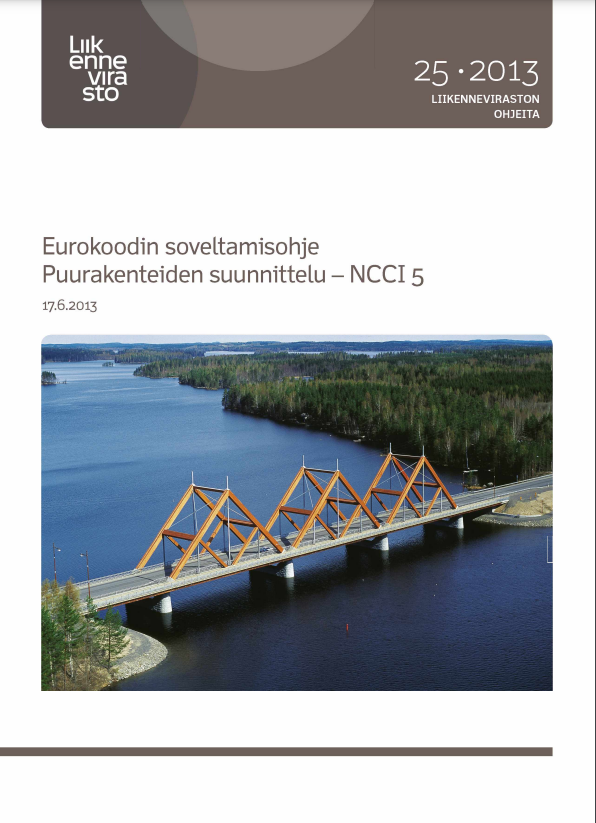 Liik
enne
vira
sto
25 • 2013
LIIKENNEVIRASTON
OHJEITA
Eurokoodin soveltamisohje
Puurakenteiden suunnittelu – NCCI 5
17.6.2013